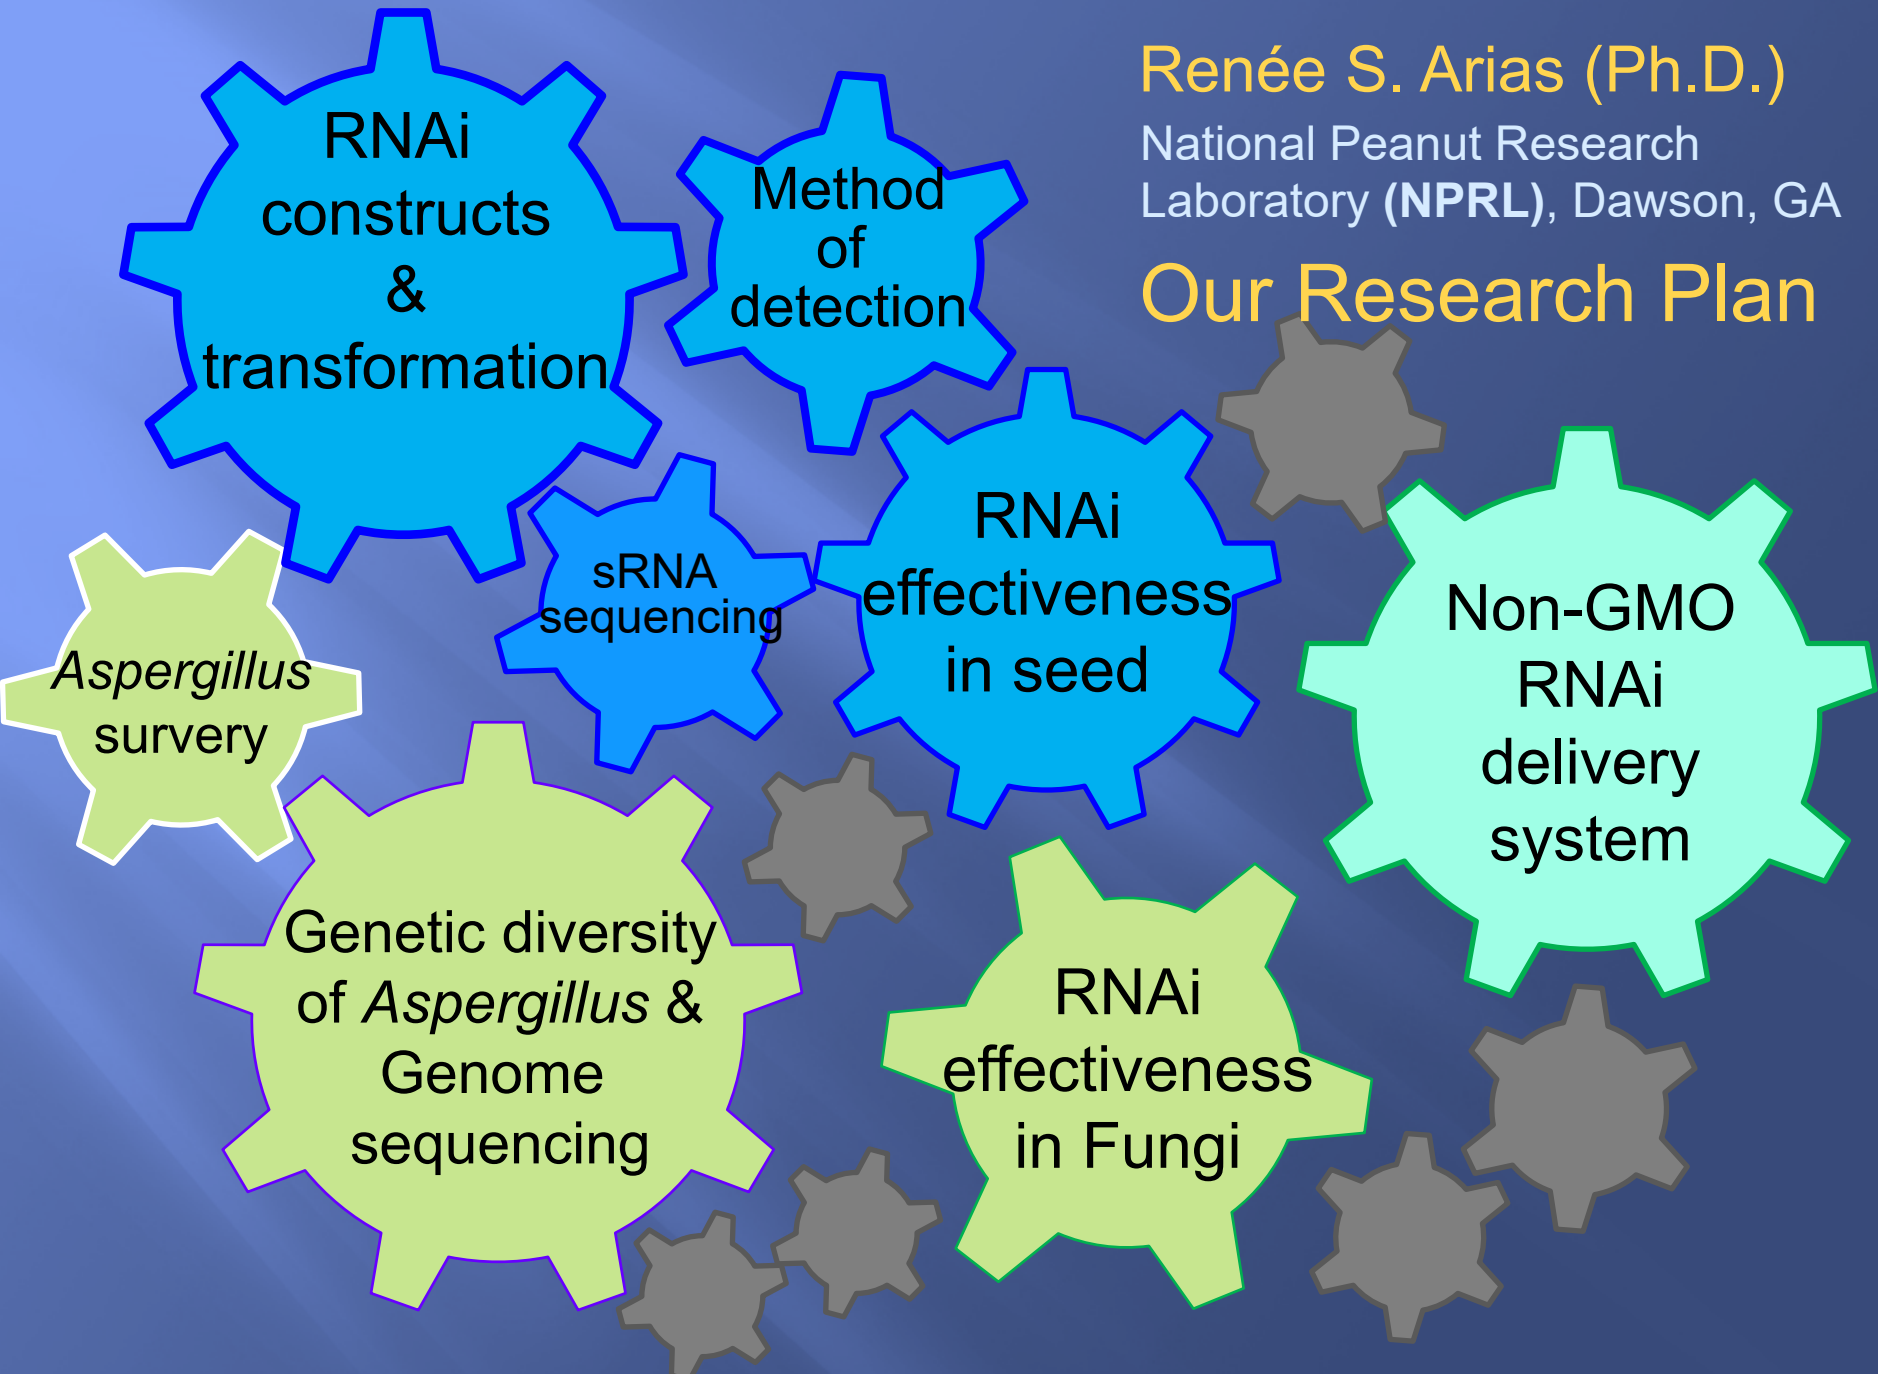 Renée S. Arias (Ph.D.)
National Peanut Research
Laboratory (NPRL), Dawson, GA
Our Research Plan
RNAi
constructs
&
transformation
Method
of
detection
sRNA
sequencing
RNAi
effectiveness
in seed
Non-GMO
RNAi
delivery
system
Aspergillus
survery
Genetic diversity
of Aspergillus &
Genome
sequencing
RNAi
effectiveness
in Fungi